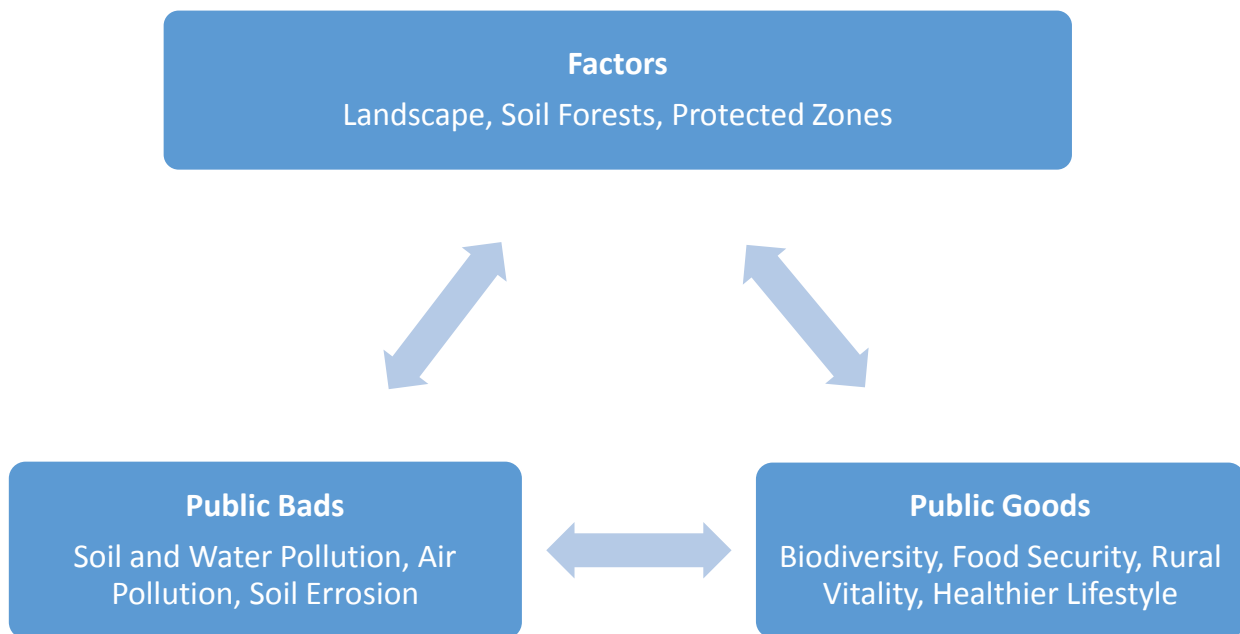 Factors
Landscape, Soil Forests, Protected Zones
Public Bads
Soil and Water Pollution, Air
Pollution, Soil Errosion
Public Goods
Biodiversity, Food Security, Rural
Vitality, Healthier Lifestyle